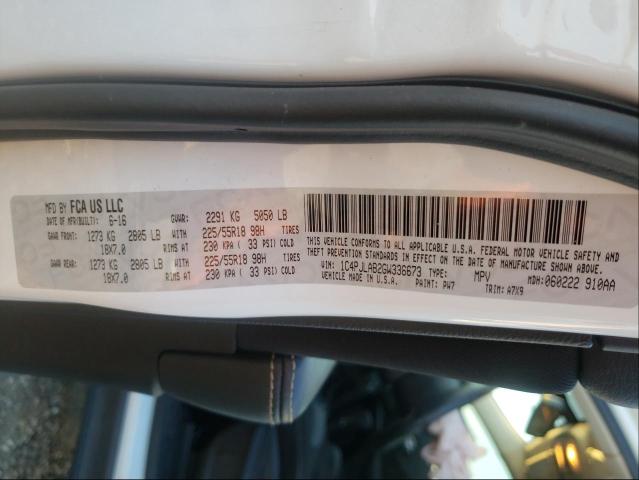 MFD BY FCA US LLC
DATE OF MFR(BUILT): 6-16 GVWR: 2291 KG 5050 LB
GAWR FRONT: 1273 KG 2805 LB WITH 225/55R18 98H TIRES
18X7.0 RIMS AT 230 KPA ( 33 PSI) COLD
GAWR REAR: 1273 KG 2805 LB WITH 225/55R18 98H TIRES
18X7.0 RIMS AT 230 KPA ( 33 PSI) COLD
THIS VEHICLE CONFORMS TO ALL APPLICABLE U.S.A. FEDERAL MOTOR VEHICLE SAFETY AND
THEFT PREVENTION STANDARDS IN EFFECT ON THE DATE OF MANUFACTURE SHOWN ABOVE.
VIN: 1C4PJLAB2GW336673 TYPE: MPV MDH: 060222 910AA
VEHICLE MADE IN U.S.A. PAINT: PW7 TRIM: A7X9